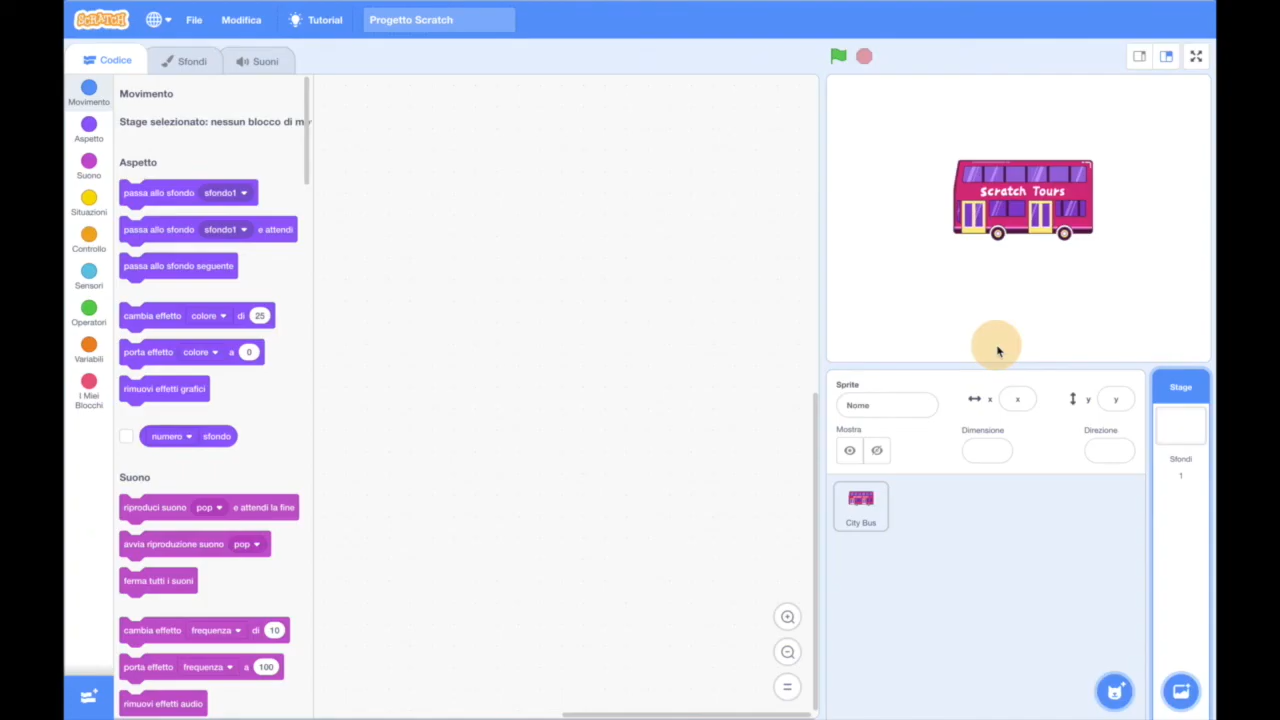 SCRATCH
File
Modifica
Tutorial
Progetto Scratch
Codice
Sfondi
Suoni
Movimento
Aspetto
Suono
Situazioni
Controllo
Sensori
Operatori
Variabili
I Miei
Blocchi
Movimento
Stage selezionato: nessun blocco di
Aspetto
passa allo sfondo sfondo1
passa allo sfondo sfondo1 e attendi
passa allo sfondo seguente
cambia effetto colore di 25
porta effetto colore a 0
rimuovi effetti grafici
numero sfondo
Suono
riproduci suono pop e attendi la fine
avvia riproduzione suono pop
ferma tutti i suoni
cambia effetto frequenza di 10
porta effetto frequenza a 100
rimuovi effetti audio
Scratch Tours
Sprite
Nome
x x
y y
Mostra
Dimensione
Direzione
City Bus
Stage
Sfondi
1